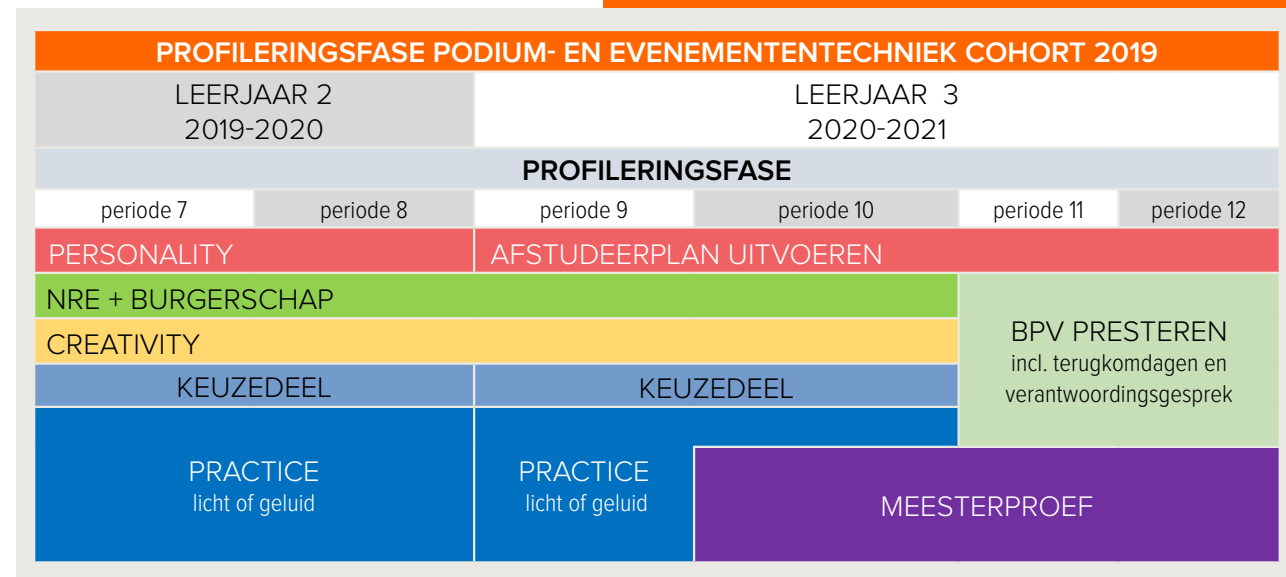 PROFILERINGSFASE PODIUM- EN EVENEMENTENTECHNIEK COHORT 2019
LEERJAAR 2
2019-2020
LEERJAAR 3
2020-2021
PROFILERINGSFASE
periode 7
periode 8
periode 9
periode 10
periode 11
periode 12
PERSONALITY
AFSTUDEERPLAN UITVOEREN
NRE + BURGERSCHAP
CREATIVITY
BPV PRESTEREN
incl. terugkomdagen en
verantwoordingsgesprek
KEUZEDEEL
KEUZEDEEL
PRACTICE
licht of geluid
PRACTICE
licht of geluid
MEESTERPROEF